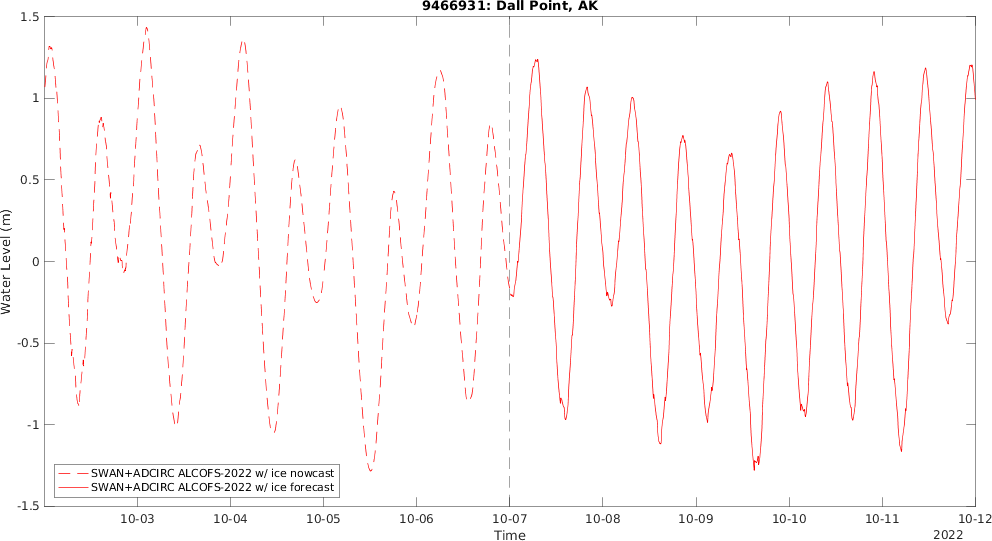 9466931: Dall Point, AK
1.5
1
0.5
0
-0.5
-1
-1.5
Water Level (m)
SWAN+ADCIRC ALCOFS-2022 w/ ice nowcast
SWAN+ADCIRC ALCOFS-2022 w/ ice forecast
10-03 10-04 10-05 10-06 10-07 10-08 10-09 10-10 10-11 10-12
Time
2022